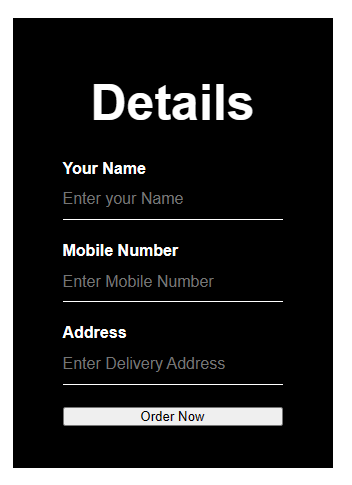 Details
Your Name
Enter your Name
Mobile Number
Enter Mobile Number
Address
Enter Delivery Address
Order Now